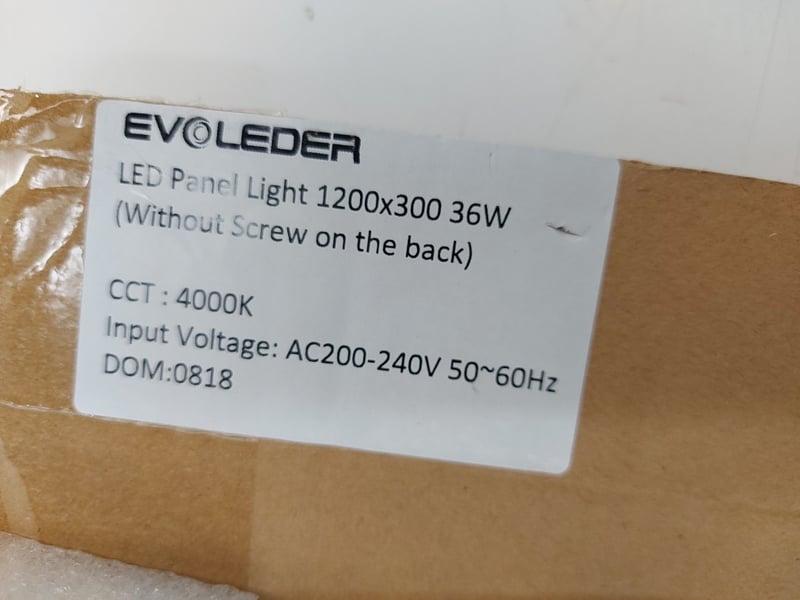 EVOLEDER
LED Panel Light 1200x300 36W
(Without Screw on the back)
CCT : 4000K
Input Voltage: AC200-240V 50~60Hz
DOM:0818